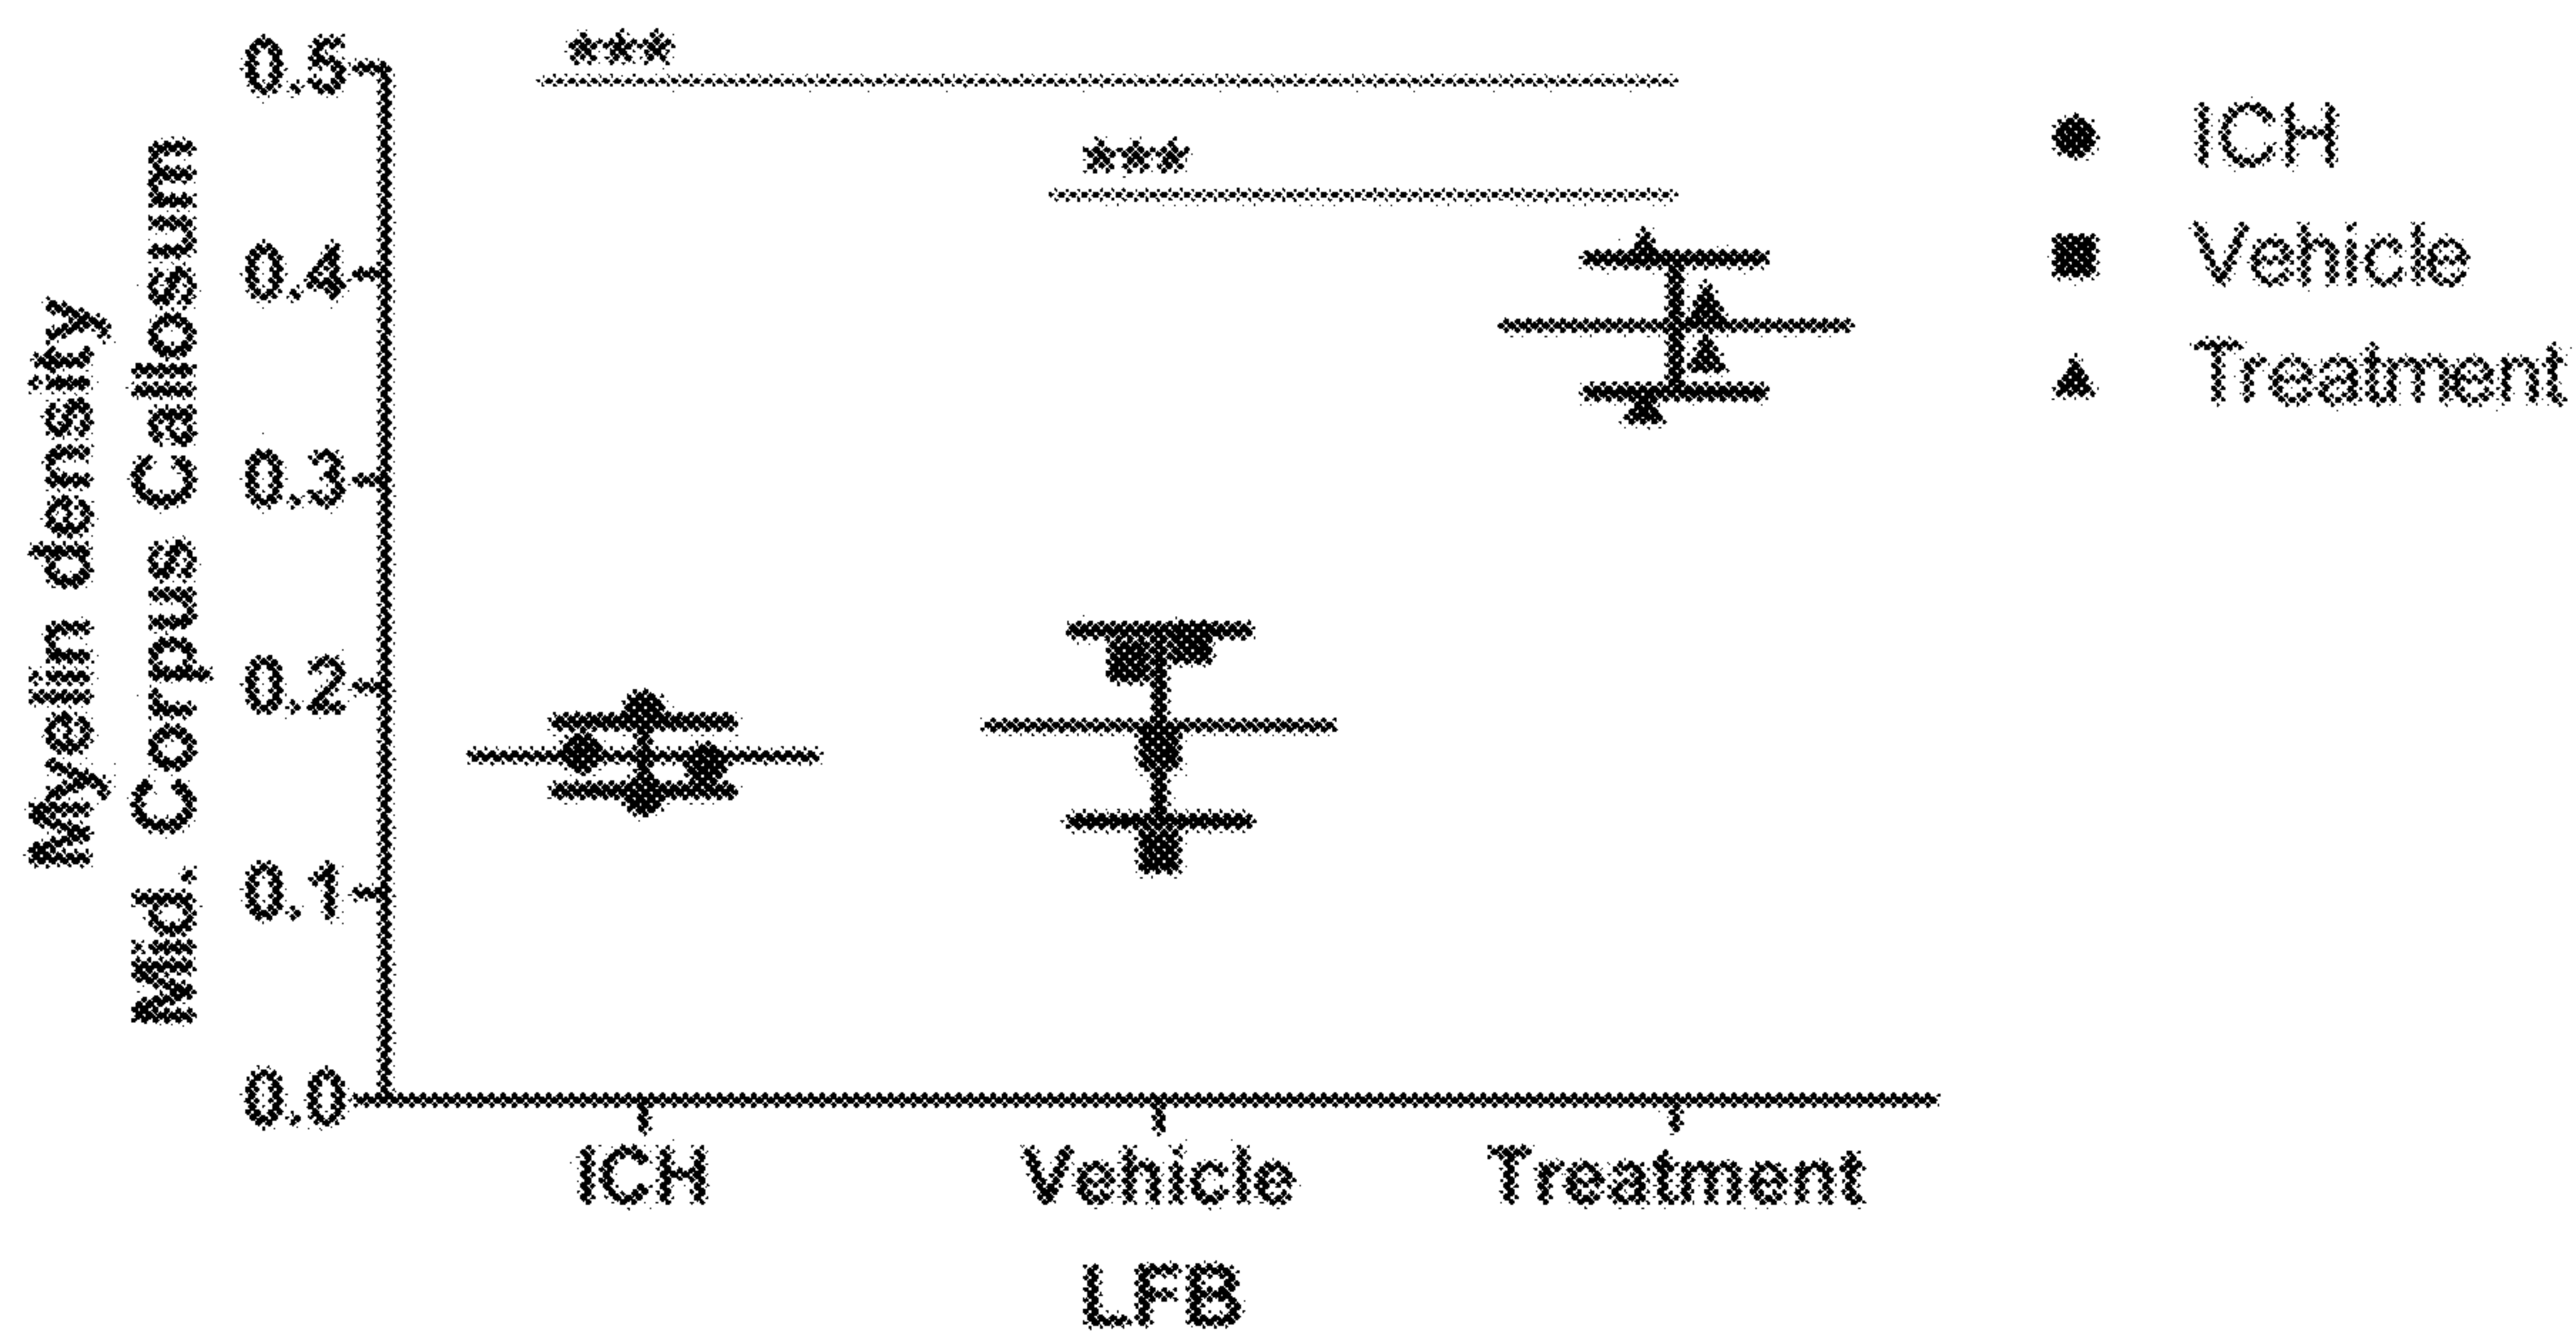 Myelin density
Mid. Corpus Callosum
0.5
0.4
0.3
0.2
0.1
0.0
***
***
ICH
Vehicle
Treatment
ICH
Vehicle
Treatment
LFB